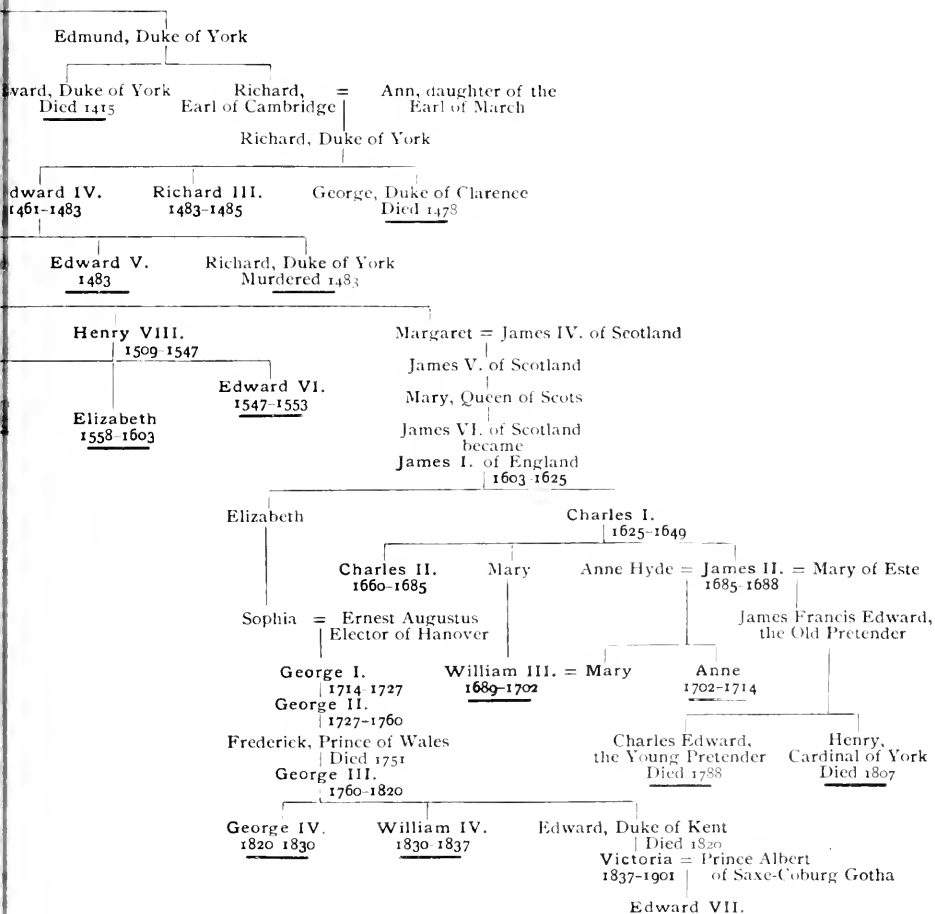 Edmund, Duke of York
ward, Duke of York Richard, = Ann, daughter of the
Died 1415 Earl of Cambridge Earl of March
Richard, Duke of York
dward IV. Richard III. George, Duke of Clarence
1461-1483 1483-1485 Died 1478
Edward V. Richard, Duke of York
1483 Murdered 1483
Henry VIII. Margaret = James IV. of Scotland
1509-1547
James V. of Scotland
Edward VI. Mary, Queen of Scots
1547-1553
Elizabeth James VI. of Scotland
1558-1603 became
James I. of England
1603-1625
Elizabeth Charles I.
1625-1649
Charles II. Mary Anne Hyde = James II. = Mary of Este
1660-1685 1685-1688
Sophia = Ernest Augustus James Francis Edward,
Elector of Hanover the Old Pretender
George I. William III. = Mary Anne
1714-1727 1689-1702 1702-1714
George II.
1727-1760
Frederick, Prince of Wales Charles Edward, Henry,
Died 1751 the Young Pretender Cardinal of York
George III. Died 1788 Died 1807
1760-1820
George IV. William IV. Edward, Duke of Kent
1820-1830 1830-1837 Died 1820
Victoria = Prince Albert
1837-1901 of Saxe-Coburg Gotha
Edward VII.